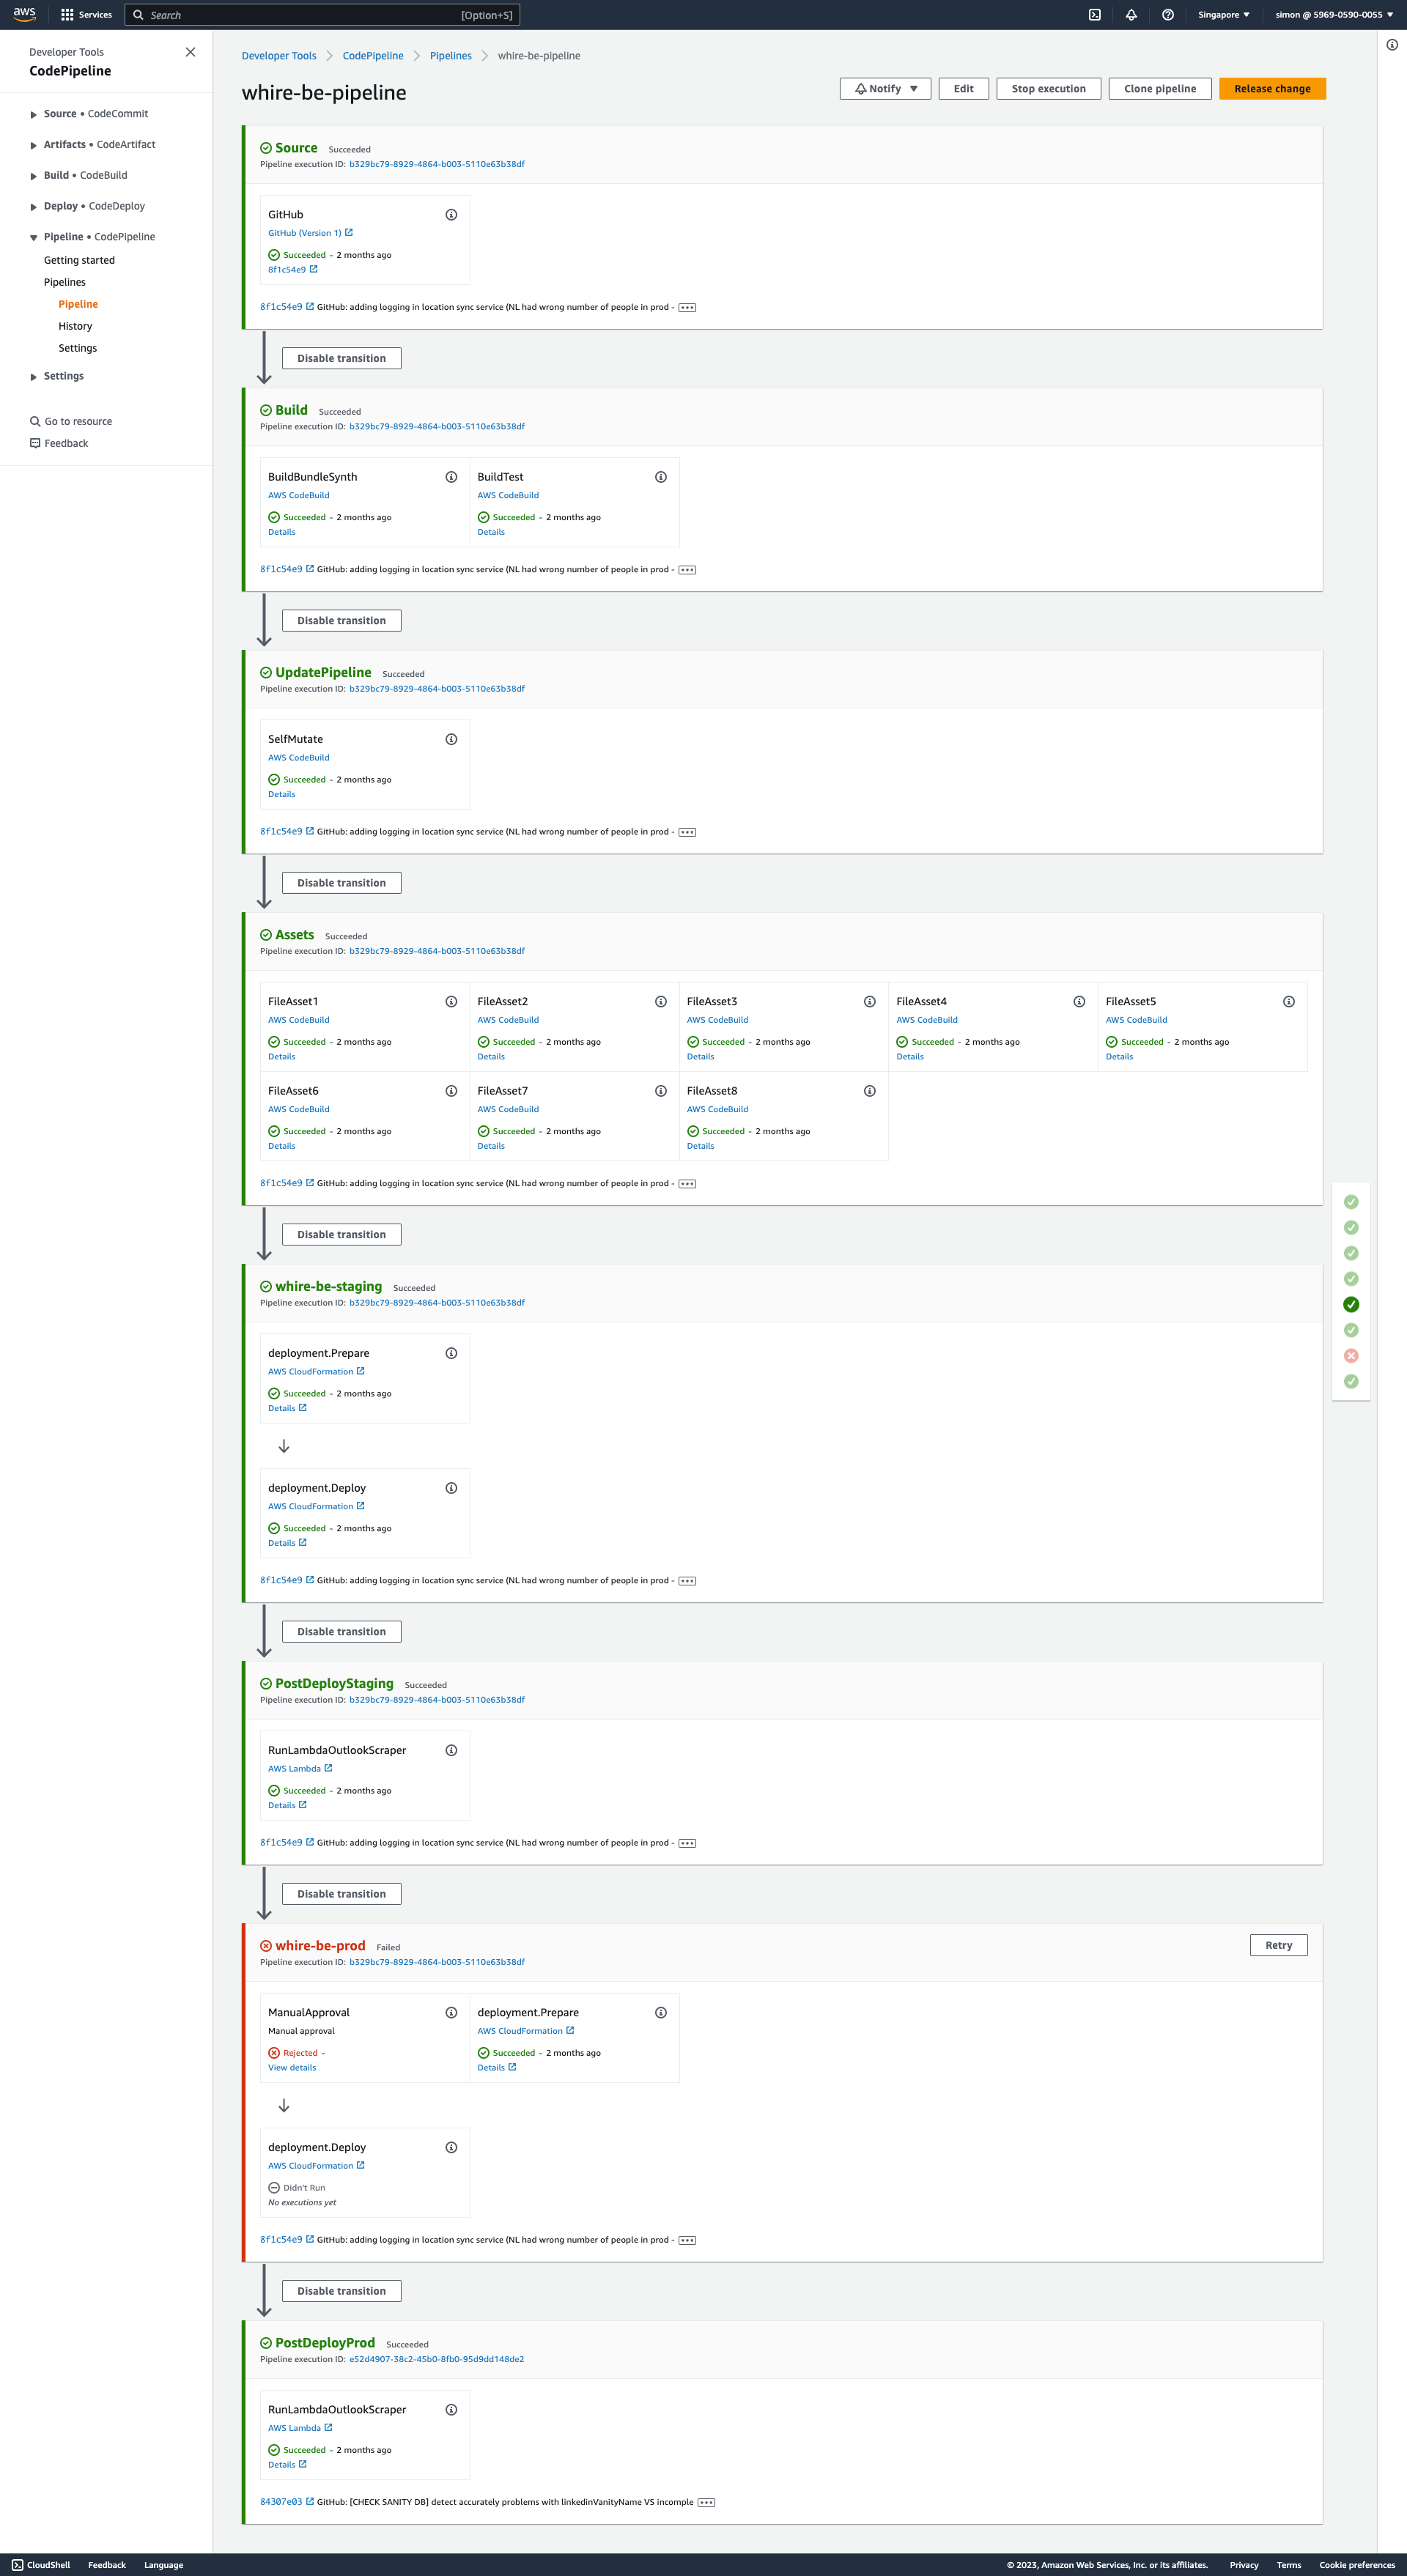 aws
Services
Search
[Option+S]
Singapore
simon @ 5969-0590-0055
Developer Tools
CodePipeline
Source • CodeCommit
Artifacts • CodeArtifact
Build • CodeBuild
Deploy • CodeDeploy
Pipeline • CodePipeline
Getting started
Pipelines
Pipeline
History
Settings
Settings
Go to resource
Feedback
Developer Tools
CodePipeline
Pipelines
whire-be-pipeline
whire-be-pipeline
Notify
Edit
Stop execution
Clone pipeline
Release change
Source Succeeded
Pipeline execution ID: b329bc79-8929-4864-b003-5110e63b38df
GitHub
GitHub (Version 1)
Succeeded - 2 months ago
8f1c54e9
8f1c54e9 GitHub: adding logging in location sync service (NL had wrong number of people in prod -
Disable transition
Build Succeeded
Pipeline execution ID: b329bc79-8929-4864-b003-5110e63b38df
BuildBundleSynth
AWS CodeBuild
Succeeded - 2 months ago
Details
BuildTest
AWS CodeBuild
Succeeded - 2 months ago
Details
8f1c54e9 GitHub: adding logging in location sync service (NL had wrong number of people in prod -
Disable transition
UpdatePipeline Succeeded
Pipeline execution ID: b329bc79-8929-4864-b003-5110e63b38df
SelfMutate
AWS CodeBuild
Succeeded - 2 months ago
Details
8f1c54e9 GitHub: adding logging in location sync service (NL had wrong number of people in prod -
Disable transition
Assets Succeeded
Pipeline execution ID: b329bc79-8929-4864-b003-5110e63b38df
FileAsset1
AWS CodeBuild
Succeeded - 2 months ago
Details
FileAsset2
AWS CodeBuild
Succeeded - 2 months ago
Details
FileAsset3
AWS CodeBuild
Succeeded - 2 months ago
Details
FileAsset4
AWS CodeBuild
Succeeded - 2 months ago
Details
FileAsset5
AWS CodeBuild
Succeeded - 2 months ago
Details
FileAsset6
AWS CodeBuild
Succeeded - 2 months ago
Details
FileAsset7
AWS CodeBuild
Succeeded - 2 months ago
Details
FileAsset8
AWS CodeBuild
Succeeded - 2 months ago
Details
8f1c54e9 GitHub: adding logging in location sync service (NL had wrong number of people in prod -
Disable transition
whire-be-staging Succeeded
Pipeline execution ID: b329bc79-8929-4864-b003-5110e63b38df
deployment.Prepare
AWS CloudFormation
Succeeded - 2 months ago
Details
deployment.Deploy
AWS CloudFormation
Succeeded - 2 months ago
Details
8f1c54e9 GitHub: adding logging in location sync service (NL had wrong number of people in prod -
Disable transition
PostDeployStaging Succeeded
Pipeline execution ID: b329bc79-8929-4864-b003-5110e63b38df
RunLambdaOutlookScraper
AWS Lambda
Succeeded - 2 months ago
Details
8f1c54e9 GitHub: adding logging in location sync service (NL had wrong number of people in prod -
Disable transition
whire-be-prod Failed
Retry
Pipeline execution ID: b329bc79-8929-4864-b003-5110e63b38df
ManualApproval
Manual approval
Rejected -
View details
deployment.Prepare
AWS CloudFormation
Succeeded - 2 months ago
Details
deployment.Deploy
AWS CloudFormation
Didn't Run
No executions yet
8f1c54e9 GitHub: adding logging in location sync service (NL had wrong number of people in prod -
Disable transition
PostDeployProd Succeeded
Pipeline execution ID: e52d4907-38c2-45b0-8fb0-95d9dd148de2
RunLambdaOutlookScraper
AWS Lambda
Succeeded - 2 months ago
Details
84307e03 GitHub: [CHECK SANITY DB] detect accurately problems with linkedinVanityName VS incomple
CloudShell
Feedback
Language
© 2023, Amazon Web Services, Inc. or its affiliates.
Privacy
Terms
Cookie preferences